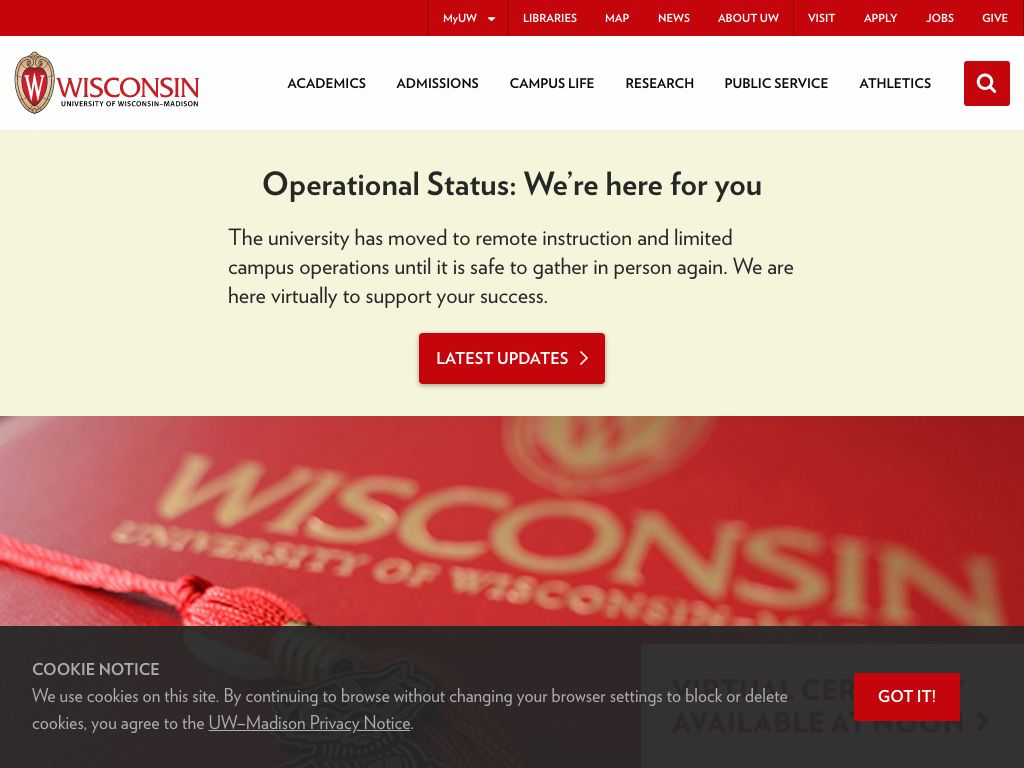 MyUW
LIBRARIES
MAP
NEWS
ABOUT UW
VISIT
APPLY
JOBS
GIVE
W
WISCONSIN
UNIVERSITY OF WISCONSIN–MADISON
ACADEMICS
ADMISSIONS
CAMPUS LIFE
RESEARCH
PUBLIC SERVICE
ATHLETICS
Operational Status: We’re here for you
The university has moved to remote instruction and limited
campus operations until it is safe to gather in person again. We are
here virtually to support your success.
LATEST UPDATES
WISCONSIN
UNIVERSITY OF WISCONSIN–
COOKIE NOTICE
We use cookies on this site. By continuing to browse without changing your browser settings to block or delete
cookies, you agree to the UW–Madison Privacy Notice.
GOT IT!
VIRTUAL
AVAILABLE AT NOON